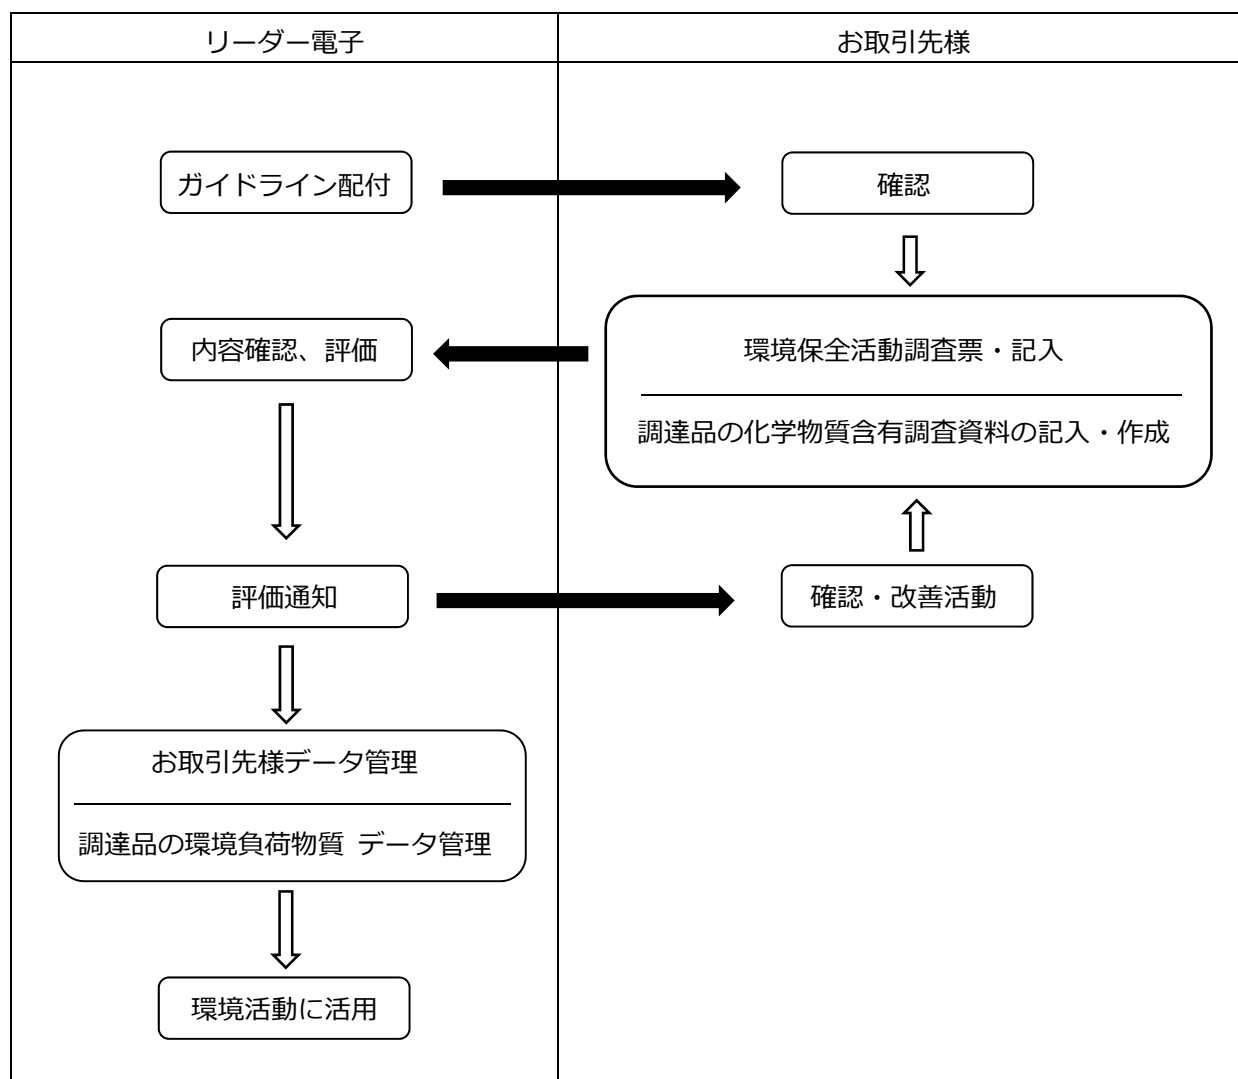 リーダー電子
お取引先様
ガイドライン配付
確認
内容確認、評価
環境保全活動調査票・記入
調達品の化学物質含有調査資料の記入・作成
評価通知
確認・改善活動
お取引先様データ管理
調達品の環境負荷物質 データ管理
環境活動に活用